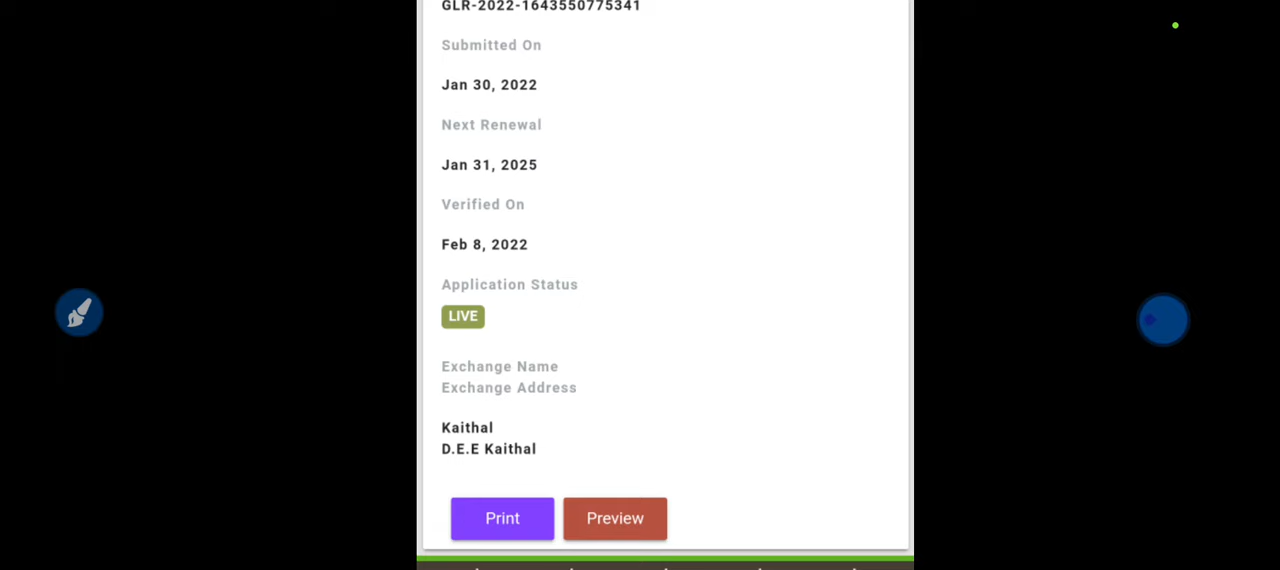 GLR-2022-1643550775341
Submitted On
Jan 30, 2022
Next Renewal
Jan 31, 2025
Verified On
Feb 8, 2022
Application Status
LIVE
Exchange Name
Exchange Address
Kaithal
D.E.E Kaithal
Print Preview